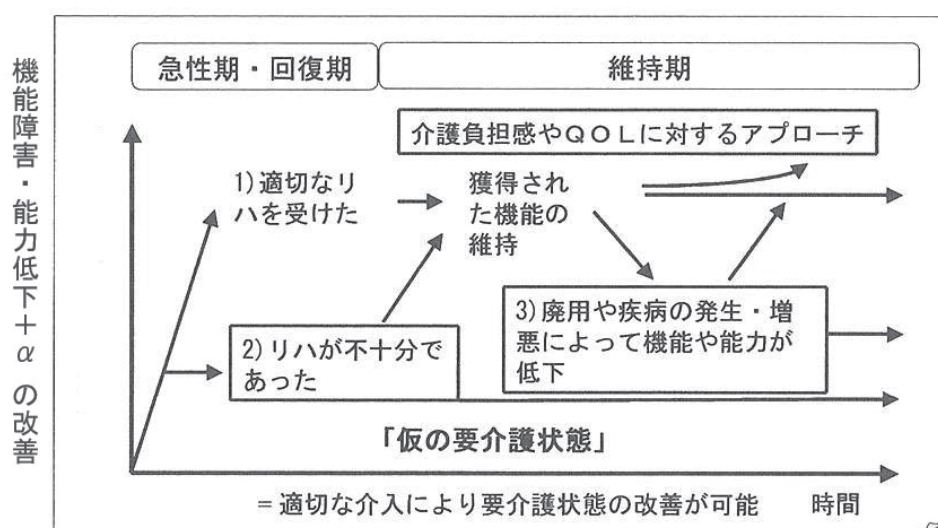 機能障害・能力低下+αの改善
急性期・回復期
維持期
介護負担感やQOLに対するアプローチ
1)適切なリ
ハを受けた
獲得され
た機能の
維持
2)リハが不十分で
あった
3)廃用や疾病の発生・増
悪によって機能や能力が
低下
「仮の要介護状態」
=適切な介入により要介護状態の改善が可能
時間